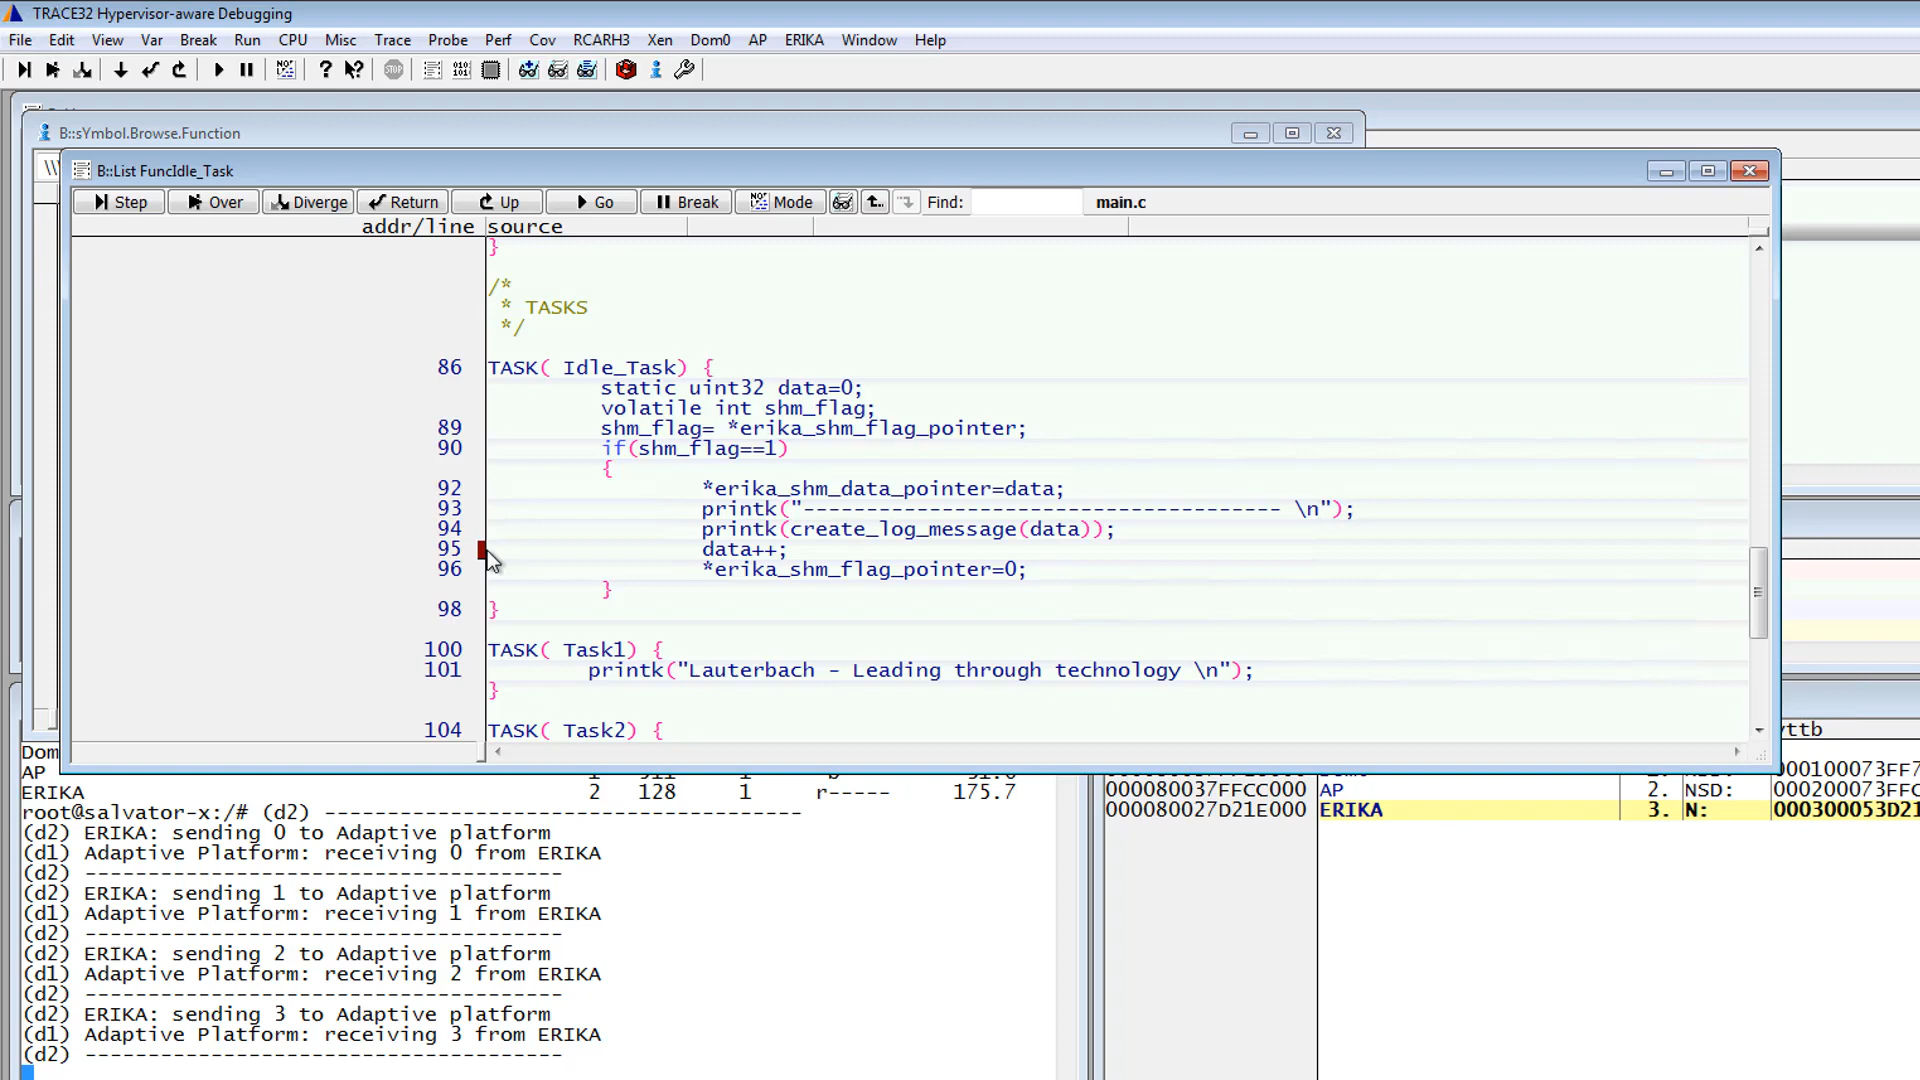 TRACE32 Hypervisor-aware Debugging
File Edit View Var Break Run CPU Misc Trace Probe Perf Cov RCARH3 Xen Dom0 AP ERIKA Window Help
B::sYmbol.Browse.Function
B::List FuncIdle_Task
Step Over Diverge Return Up Go Break Mode Find: main.c
addr/line source
}
/*
* TASKS
*/
86 TASK( Idle_Task) {
static uint32 data=0;
volatile int shm_flag;
89 shm_flag= *erika_shm_flag_pointer;
90 if(shm_flag==1)
{
92 *erika_shm_data_pointer=data;
93 printk("-------------------------------------- \n");
94 printk(create_log_message(data));
95 data++;
96 *erika_shm_flag_pointer=0;
}
98 }
100 TASK( Task1) {
101 printk("Lauterbach - Leading through technology \n");
}
104 TASK( Task2) {
Dom
AP
ERIKA 2 128 1 r----- 175.7
root@salvator-x:/# (d2) --------------------------------------
(d2) ERIKA: sending 0 to Adaptive platform
(d1) Adaptive Platform: receiving 0 from ERIKA
(d2) --------------------------------------
(d2) ERIKA: sending 1 to Adaptive platform
(d1) Adaptive Platform: receiving 1 from ERIKA
(d2) --------------------------------------
(d2) ERIKA: sending 2 to Adaptive platform
(d1) Adaptive Platform: receiving 2 from ERIKA
(d2) --------------------------------------
(d2) ERIKA: sending 3 to Adaptive platform
(d1) Adaptive Platform: receiving 3 from ERIKA
(d2) --------------------------------------
vttb
000100073FF7
000080037FFCC000 AP 2. NSD: 000200073FFC
000080027D21E000 ERIKA 3. N: 000300053D21